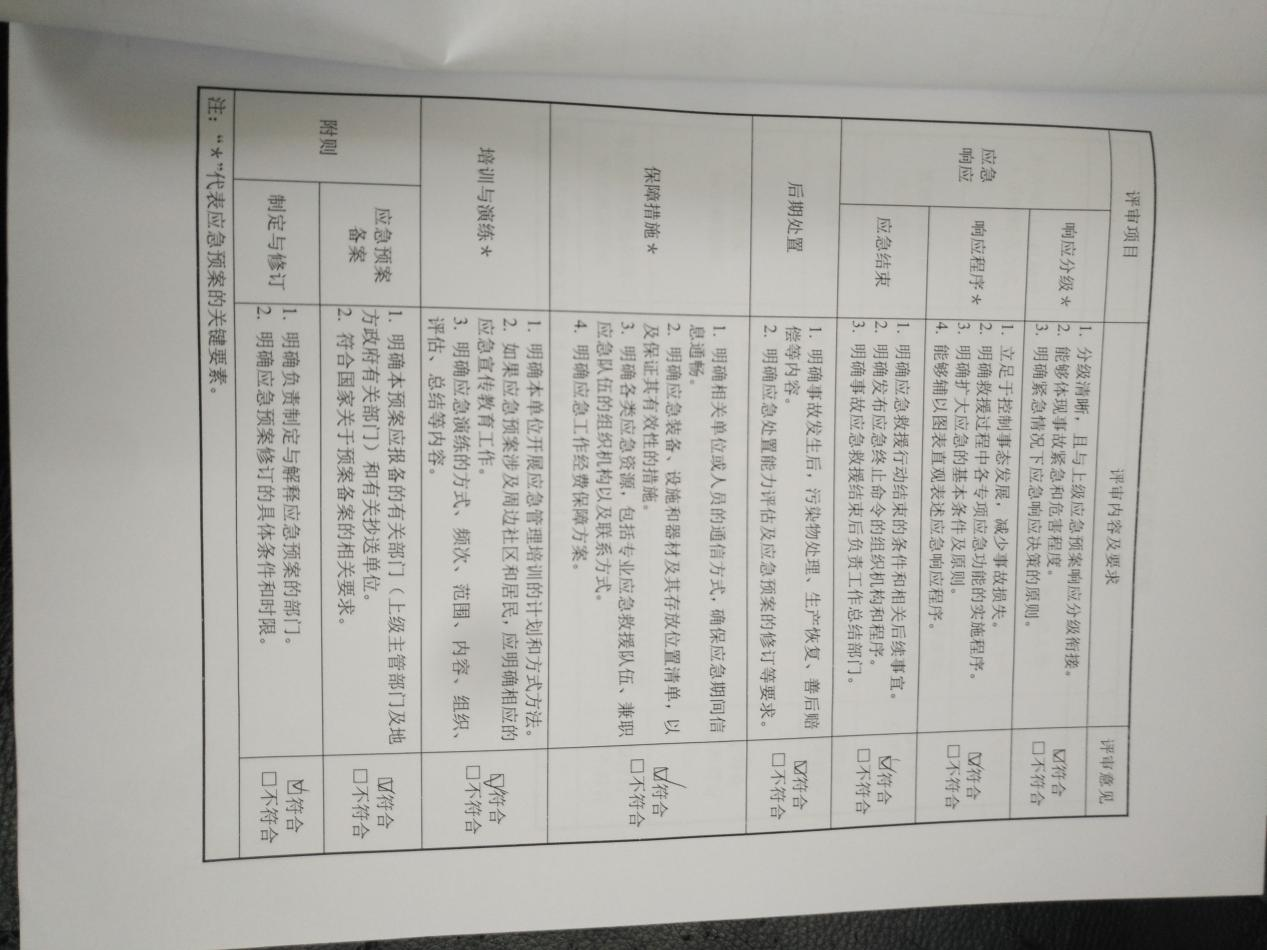 评审项目
评审内容及要求
评审意见
应急
响应
响应分级*
1. 分级清晰，且与上级应急预案响应分级衔接。
2. 能够体现事故紧急和危害程度。
3. 明确紧急情况下应急响应决策的原则。
☑符合
□不符合
响应程序*
1. 立足于控制事态发展，减少事故损失。
2. 明确救援过程中各专项应急功能的实施程序。
3. 明确扩大应急的基本条件及原则。
4. 能够辅以图表直观表述应急响应程序。
☑符合
□不符合
应急结束
1. 明确应急救援行动结束的条件和相关后续事宜。
2. 明确发布应急终止命令的组织机构和程序。
3. 明确事故应急救援结束后负责工作总结部门。
☑符合
□不符合
后期处置
1. 明确事故发生后，污染物处理、生产恢复、善后赔
偿等内容。
2. 明确应急处置能力评估及应急预案的修订等要求。
☑符合
□不符合
保障措施*
1. 明确相关单位或人员的通信方式，确保应急期间信
息通畅。
2. 明确应急装备、设施和器材及其存放位置清单，以
及保证其有效性的措施。
3. 明确各类应急资源，包括专业应急救援队伍、兼职
应急队伍的组织机构以及联系方式。
4. 明确应急工作经费保障方案。
☑符合
□不符合
培训与演练*
1. 明确本单位开展应急管理培训的计划和方式方法。
2. 如果应急预案涉及周边社区和居民，应明确相应的
应急宣传教育工作。
3. 明确应急演练的方式、频次、范围、内容、组织、
评估、总结等内容。
☑符合
□不符合
附则
应急预案
备案
1. 明确本预案应报备的有关部门（上级主管部门及地
方政府有关部门）和有关抄送单位。
2. 符合国家关于预案备案的相关要求。
☑符合
□不符合
制定与修订
1. 明确负责制定与解释应急预案的部门。
2. 明确应急预案修订的具体条件和时限。
☑符合
□不符合
注：“*”代表应急预案的关键要素。